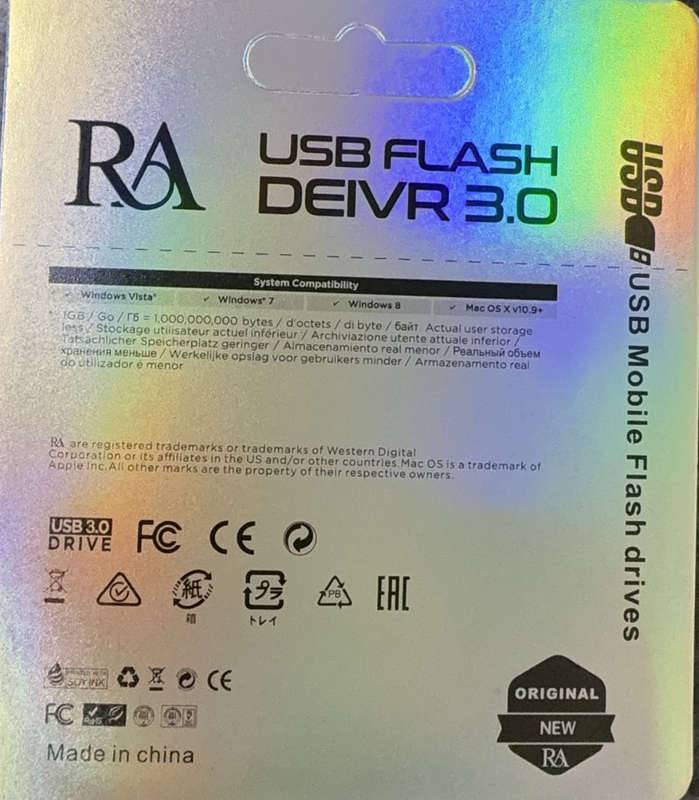 RA
USB FLASH
DEIVR 3.0
System Compatibility
✓ Windows Vista® ✓ Windows® 7 ✓ Windows 8 ✓ Mac OS X v10.9+
* 1GB / Go / Гб = 1,000,000,000 bytes / d'octets / di byte / байт Actual user storage
less / Stockage utilisateur actuel inférieur / Archiviazione utente attuale inferior /
Tatsächlicher Speicherplatz geringer / Almacenamiento real menor / Реальный объем
хранения меньше / Werkelijke opslag voor gebruikers minder / Armazenamento real
do utilizador é menor
RA are registered trademarks or trademarks of Western Digital
Corporation or its affiliates in the US and/or other countries.Mac OS is a trademark of
Apple Inc. All other marks are the property of their respective owners.
USB 3.0
DRIVE
FC CE
紙
箱
プラ
トレイ
PB
EAC
PRINTED WITH
SOY INK
CE
FC RoHS
Made in china
USB
USB Mobile Flash drives
ORIGINAL
NEW
RA